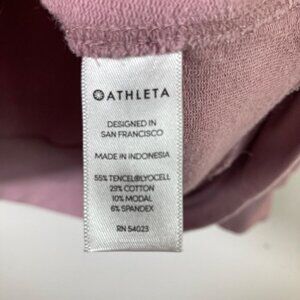 ATHLETA
DESIGNED IN
SAN FRANCISCO
MADE IN INDONESIA
55% TENCEL®LYOCELL
29% COTTON
10% MODAL
6% SPANDEX
RN 54023